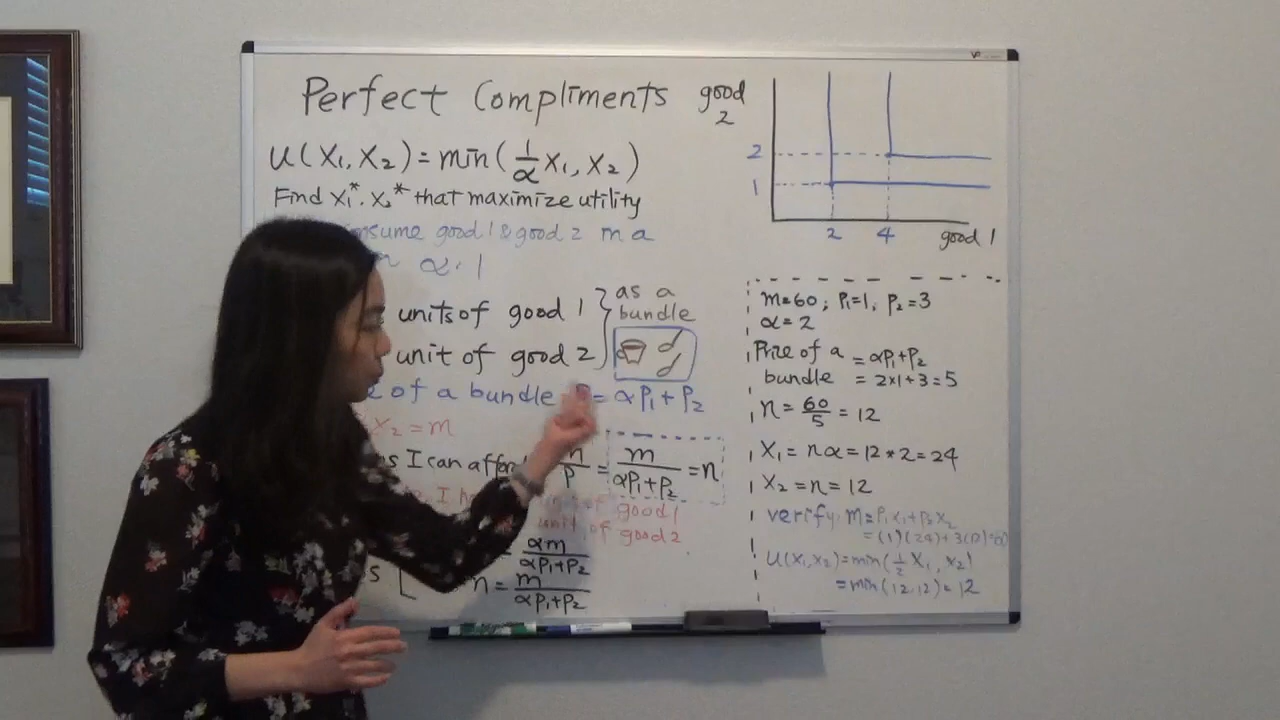 Perfect Compliments
u(x₁, x₂) = min(1/α x₁, x₂)
Find x₁*, x₂* that maximize utility
consume good 1 & good 2 in a
α : 1
units of good 1 } as a bundle
unit of good 2
of a bundle = αp₁ + p₂
x₂ = m
I can afford = m/(αp₁+p₂) = n
of good 1
unit of good 2
= αm/(αp₁+p₂)
n = m/(αp₁+p₂)
good 2
2
1
2 4 good 1
m=60; p₁=1, p₂=3
α=2
Price of a bundle = αp₁+p₂
= 2×1+3=5
n = 60/5 = 12
x₁ = nα = 12*2 = 24
x₂ = n = 12
verify: m = p₁x₁+p₂x₂
= (1)(24)+3(12)=60
u(x₁,x₂)=min(1/2 x₁, x₂)
=min(12,12)=12